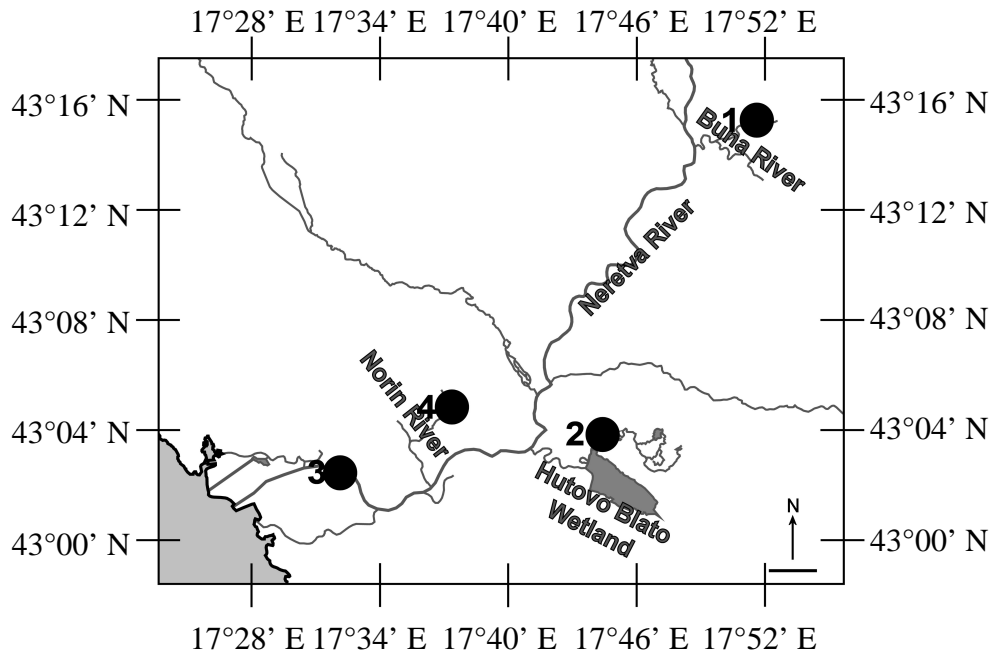 17°28’ E 17°34’ E 17°40’ E 17°46’ E 17°52’ E
43°16’ N 43°16’ N
1
Buna River
43°12’ N 43°12’ N
Neretva River
43°08’ N 43°08’ N
Norin River
4
43°04’ N 43°04’ N
2
3
Hutovo Blato
Wetland
N
43°00’ N 43°00’ N
17°28’ E 17°34’ E 17°40’ E 17°46’ E 17°52’ E